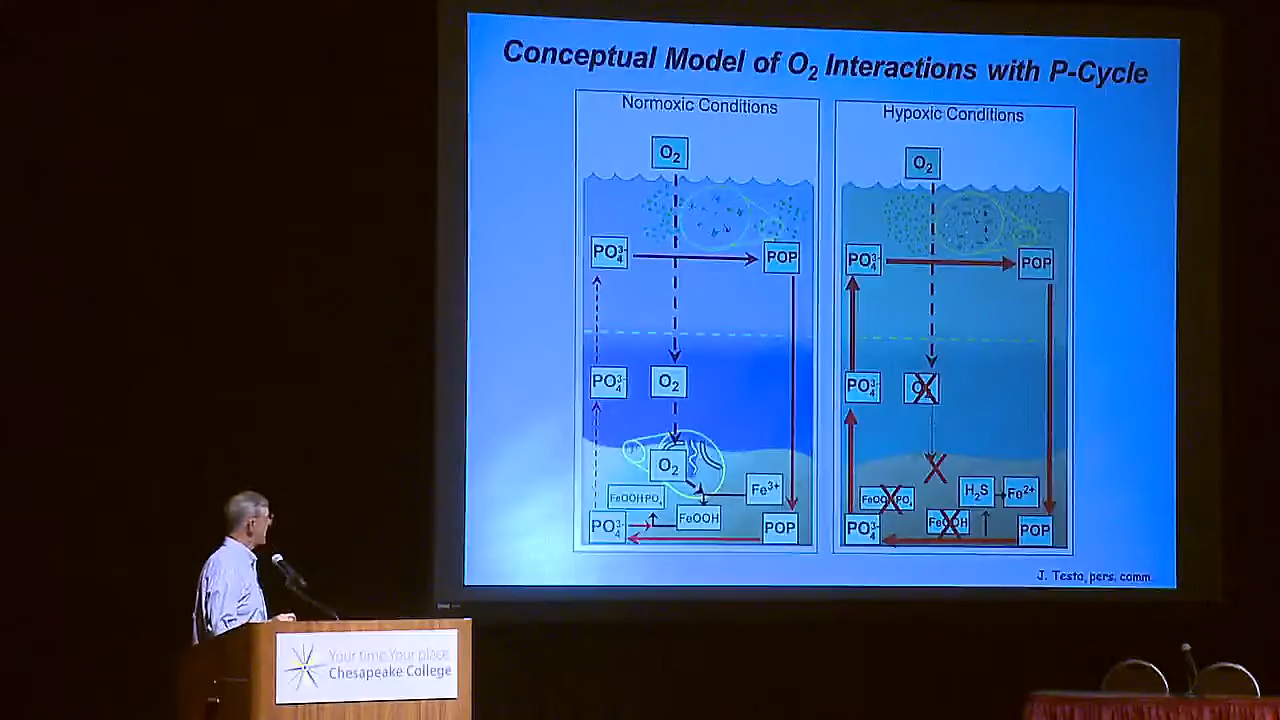 Conceptual Model of O₂ Interactions with P-Cycle
Normoxic Conditions
O₂
PO₄³⁻
POP
PO₄³⁻
O₂
O₂
FeOOHPO₄
Fe³⁺
FeOOH
PO₄³⁻
POP
Hypoxic Conditions
O₂
PO₄³⁻
POP
PO₄³⁻
O₂
H₂S
Fe²⁺
FeOOHPO₄
FeOOH
PO₄³⁻
POP
J. Testa, pers. comm
Your time. Your place.
Chesapeake College